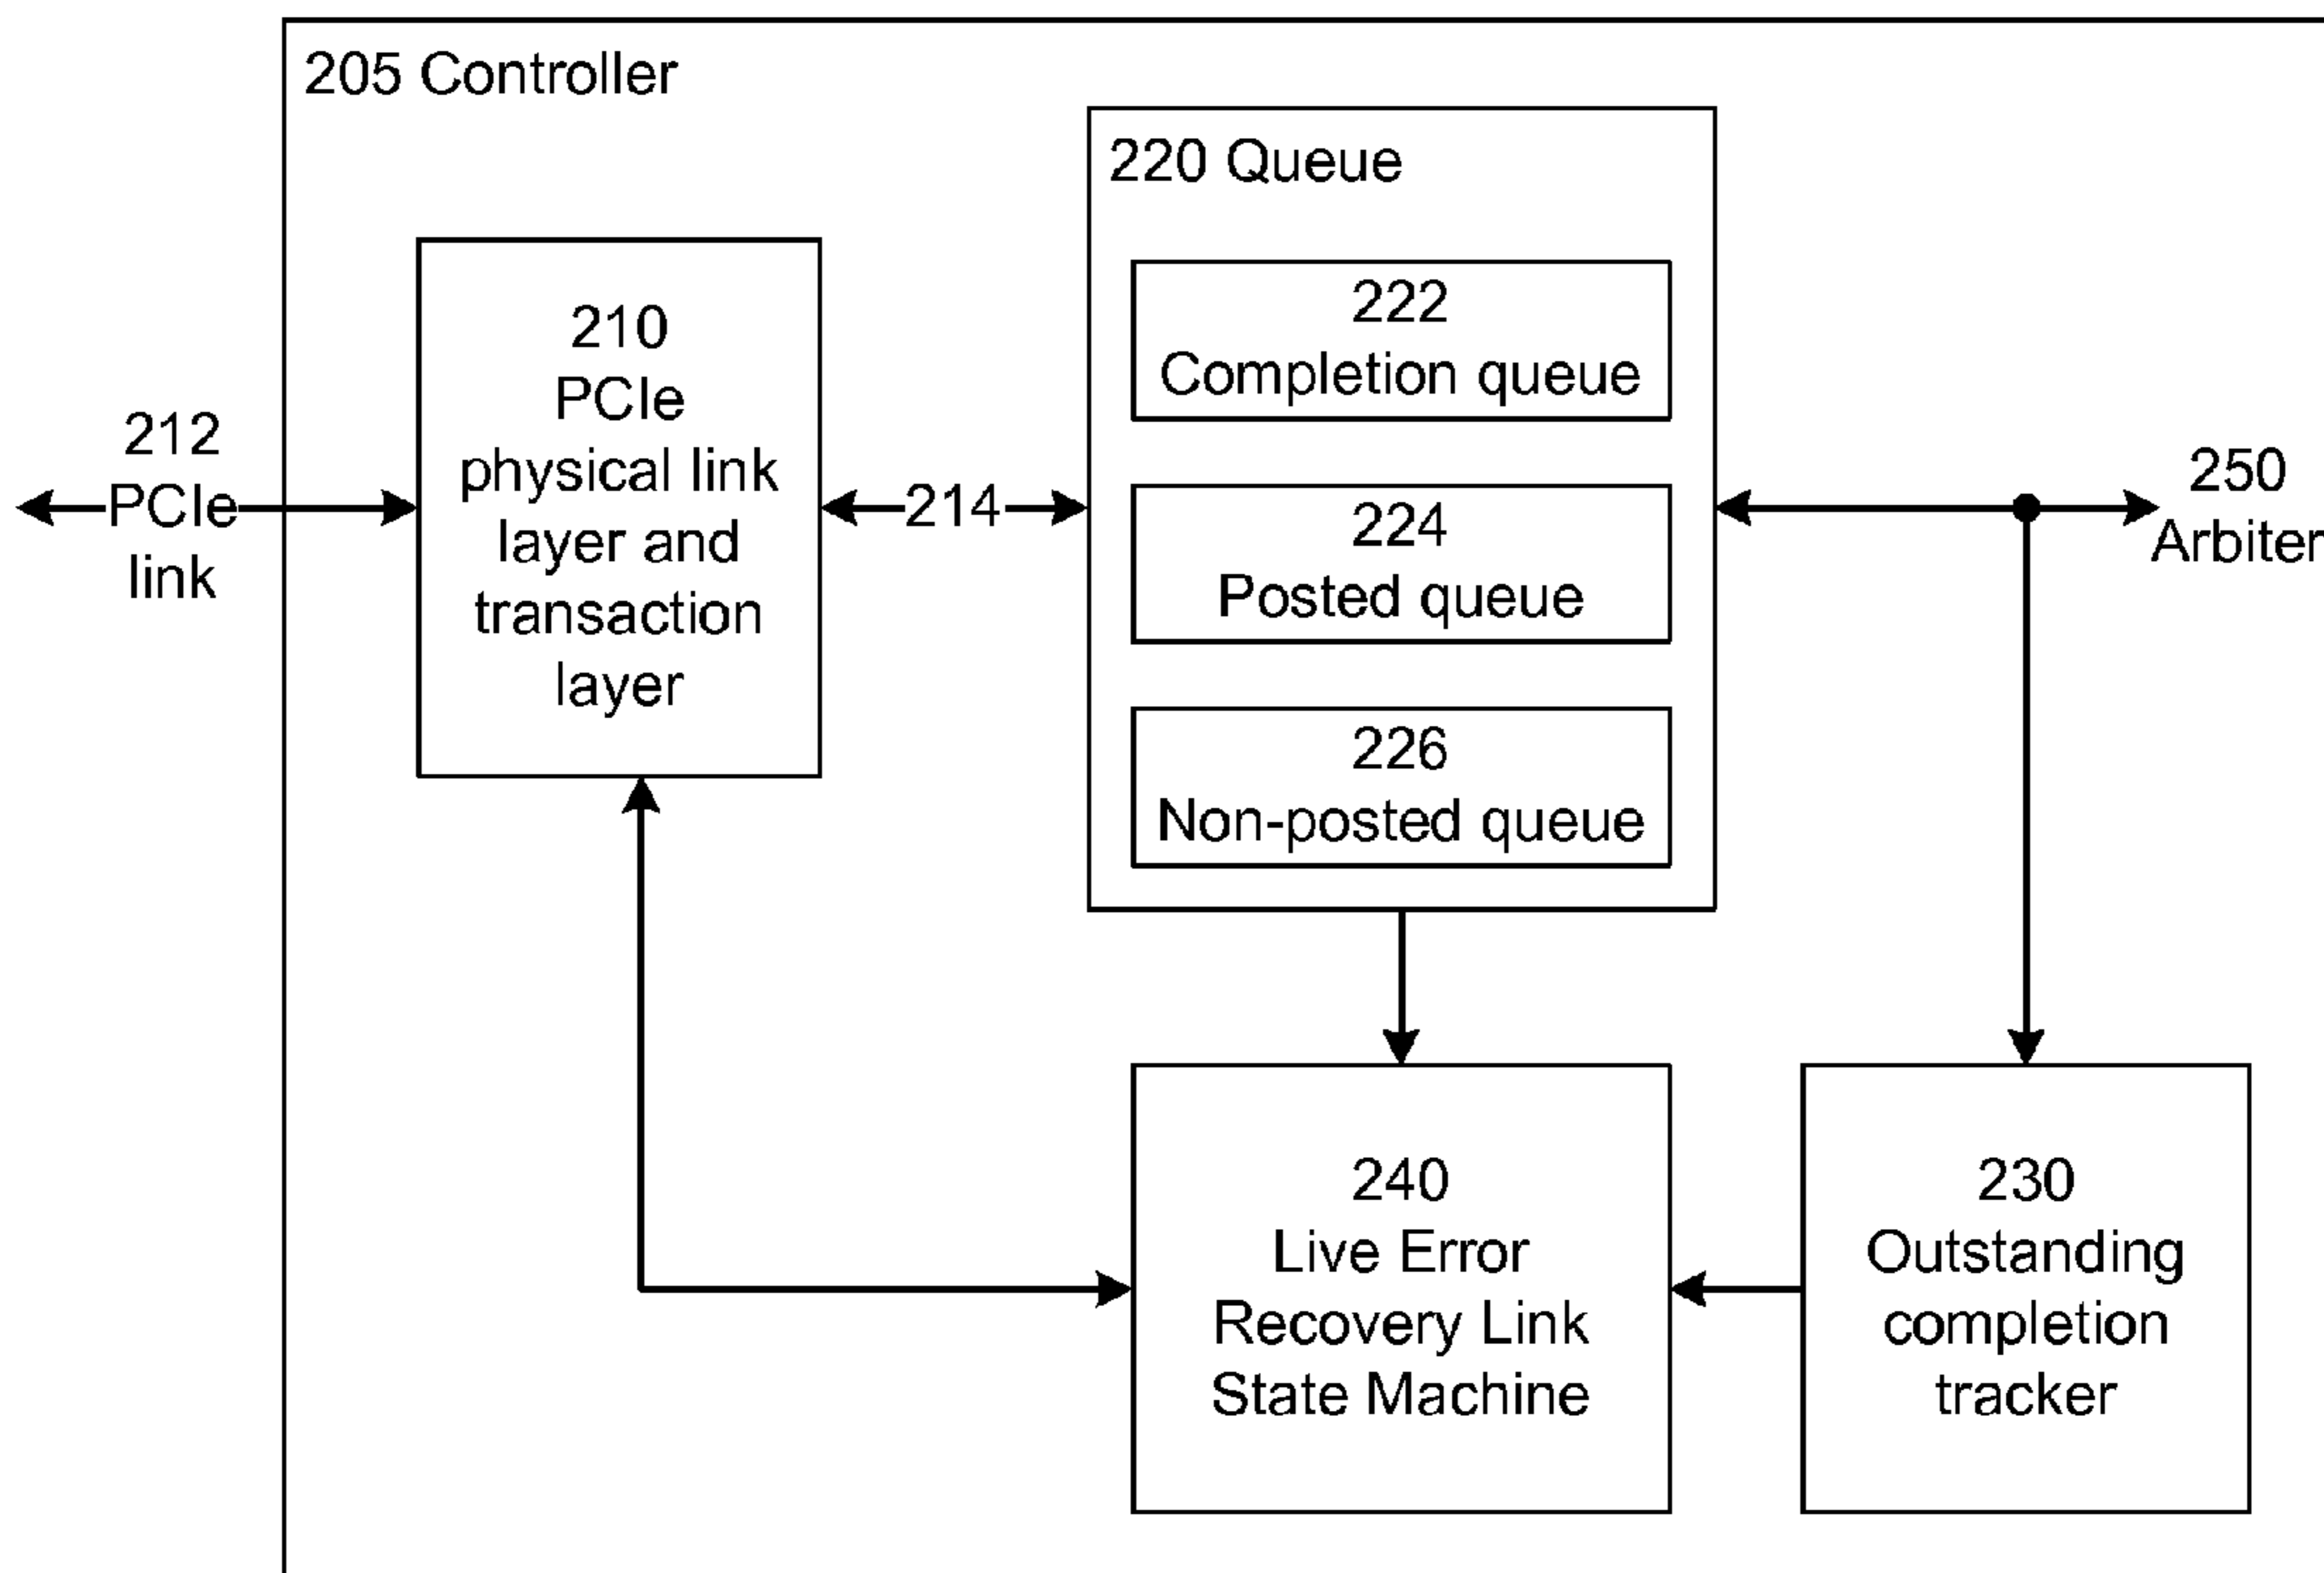 205 Controller
220 Queue
210
PCIe
physical link
layer and
transaction
layer
212
PCIe
link
214
222
Completion queue
224
Posted queue
226
Non-posted queue
250
Arbiter
240
Live Error
Recovery Link
State Machine
230
Outstanding
completion
tracker